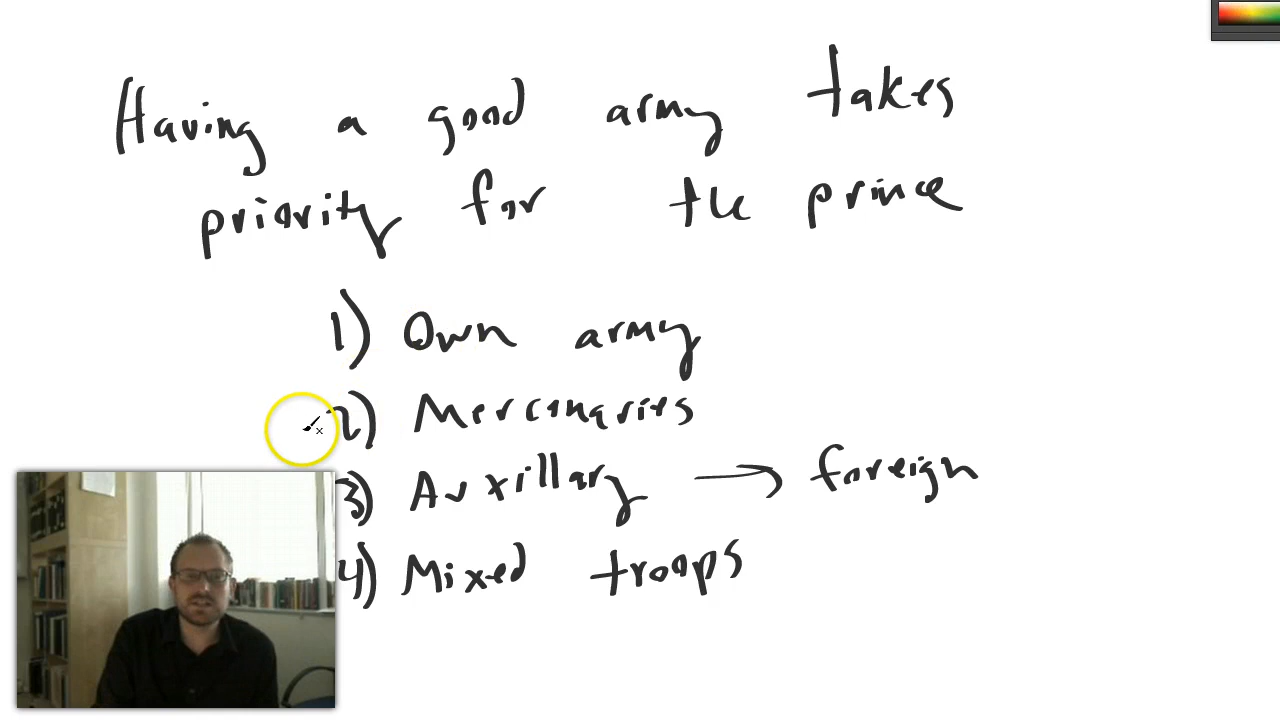 Having a good army takes
priority for the prince
1) Own army
2) Mercenaries
3) Auxillary → foreign
4) Mixed troops